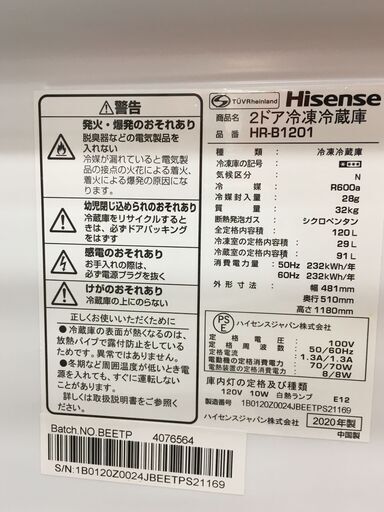 ⚠警告
発火・爆発のおそれあり
脱臭器などの電気製品を
入れない
冷媒が漏れていると電気製品
の接点の火花による着火、
着火による爆発の原因にな
ります。
幼児閉じ込められのおそれあり
冷蔵庫をリサイクルするとき
は、必ずドアパッキング
をはずす
感電のおそれあり
お手入れの際は、
必ず電源プラグを抜く
けがのおそれあり
冷蔵庫の上にのらない
正しくお使いいただくために
●冷蔵庫の表面が熱くなるのは、
放熱パイプで露付防止をしている
ためです。異常ではありません。
●冬期など周囲温度が低いときは
と、庫内が冷えてもすぐに運転しない
ことがあります。
詳しくは取扱説明書をご覧ください。
TÜVRheinland
Hisense
商品名 2ドア冷凍冷蔵庫
品番 HR-B1201
種類 冷凍冷蔵庫
冷凍庫の記号
気候区分 N
冷媒 R600a
冷媒封入量 28g
質量 32kg
断熱発泡ガス シクロペンタン
全定格内容積 120L
冷凍室の定格内容積 29L
冷蔵室の定格内容積 91L
消費電力量 50Hz 232kWh/年
60Hz 232kWh/年
外形寸法 幅 481mm
奥行 510mm
高さ 1180mm
PS
E
ハイセンスジャパン株式会社
定格電圧 100V
定格周波数 50/60Hz
定格電流 1.3A/1.3A
電動機の定格消費電力 70/70W
電熱装置の定格消費電力 8/8W
庫内灯の定格及び種類
120V 10W 白熱ランプ E12
製造番号 1B0120Z0024JBEETPS21169
ハイセンスジャパン株式会社
2020年製
中国製
Batch.NO.BEETP 4076564
S/N:1B0120Z0024JBEETPS21169